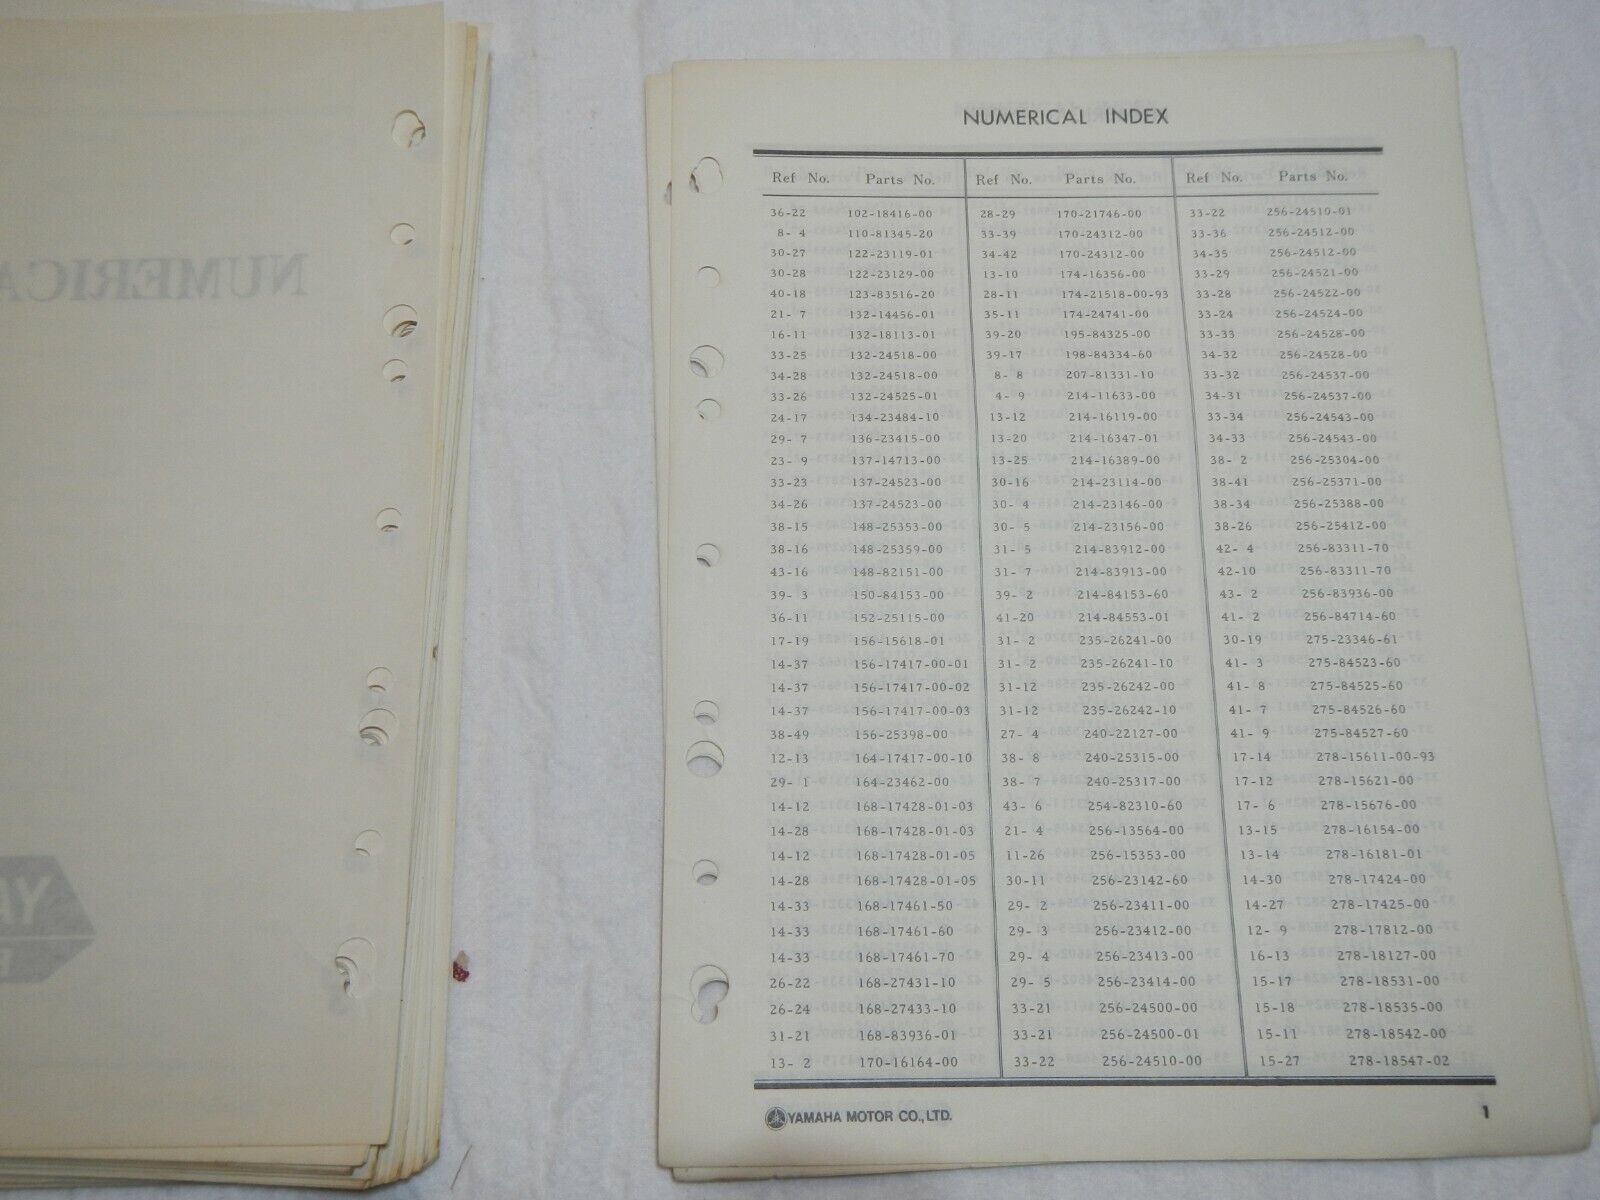 NUMERICA
YA
NUMERICAL INDEX
Ref No. Parts No. Ref No. Parts No. Ref No. Parts No.
36-22 102-18416-00 28-29 170-21746-00 33-22 256-24510-01
8- 4 110-81345-20 33-39 170-24312-00 33-36 256-24512-00
30-27 122-23119-01 34-42 170-24312-00 34-35 256-24512-00
30-28 122-23129-00 13-10 174-16356-00 33-29 256-24521-00
40-18 123-83516-20 28-11 174-21518-00-93 33-28 256-24522-00
21- 7 132-14456-01 35-11 174-24741-00 33-24 256-24524-00
16-11 132-18113-01 39-20 195-84325-00 33-33 256-24528-00
33-25 132-24518-00 39-17 198-84334-60 34-32 256-24528-00
34-28 132-24518-00 8- 8 207-81331-10 33-32 256-24537-00
33-26 132-24525-01 4- 9 214-11633-00 34-31 256-24537-00
24-17 134-23484-10 13-12 214-16119-00 33-34 256-24543-00
29- 7 136-23415-00 13-20 214-16347-01 34-33 256-24543-00
23- 9 137-14713-00 13-25 214-16389-00 38- 2 256-25304-00
33-23 137-24523-00 30-16 214-23114-00 38-41 256-25371-00
34-26 137-24523-00 30- 4 214-23146-00 38-34 256-25388-00
38-15 148-25353-00 30- 5 214-23156-00 38-26 256-25412-00
38-16 148-25359-00 31- 5 214-83912-00 42- 4 256-83311-70
43-16 148-82151-00 31- 7 214-83913-00 42-10 256-83311-70
39- 3 150-84153-00 39- 2 214-84153-60 43- 2 256-83936-00
36-11 152-25115-00 41-20 214-84553-01 41- 2 256-84714-60
17-19 156-15618-01 31- 2 235-26241-00 30-19 275-23346-61
14-37 156-17417-00-01 31- 2 235-26241-10 41- 3 275-84523-60
14-37 156-17417-00-02 31-12 235-26242-00 41- 8 275-84525-60
14-37 156-17417-00-03 31-12 235-26242-10 41- 7 275-84526-60
38-49 156-25398-00 27- 4 240-22127-00 41- 9 275-84527-60
12-13 164-17417-00-10 38- 8 240-25315-00 17-14 278-15611-00-93
29- 1 164-23462-00 38- 7 240-25317-00 17-12 278-15621-00
14-12 168-17428-01-03 43- 6 254-82310-60 17- 6 278-15676-00
14-28 168-17428-01-03 21- 4 256-13564-00 13-15 278-16154-00
14-12 168-17428-01-05 11-26 256-15353-00 13-14 278-16181-01
14-28 168-17428-01-05 30-11 256-23142-60 14-30 278-17424-00
14-33 168-17461-50 29- 2 256-23411-00 14-27 278-17425-00
14-33 168-17461-60 29- 3 256-23412-00 12- 9 278-17812-00
14-33 168-17461-70 29- 4 256-23413-00 16-13 278-18127-00
26-22 168-27431-10 29- 5 256-23414-00 15-17 278-18531-00
26-24 168-27433-10 33-21 256-24500-00 15-18 278-18535-00
31-21 168-83936-01 33-21 256-24500-01 15-11 278-18542-00
13- 2 170-16164-00 33-22 256-24510-00 15-27 278-18547-02
YAMAHA MOTOR CO., LTD. 1